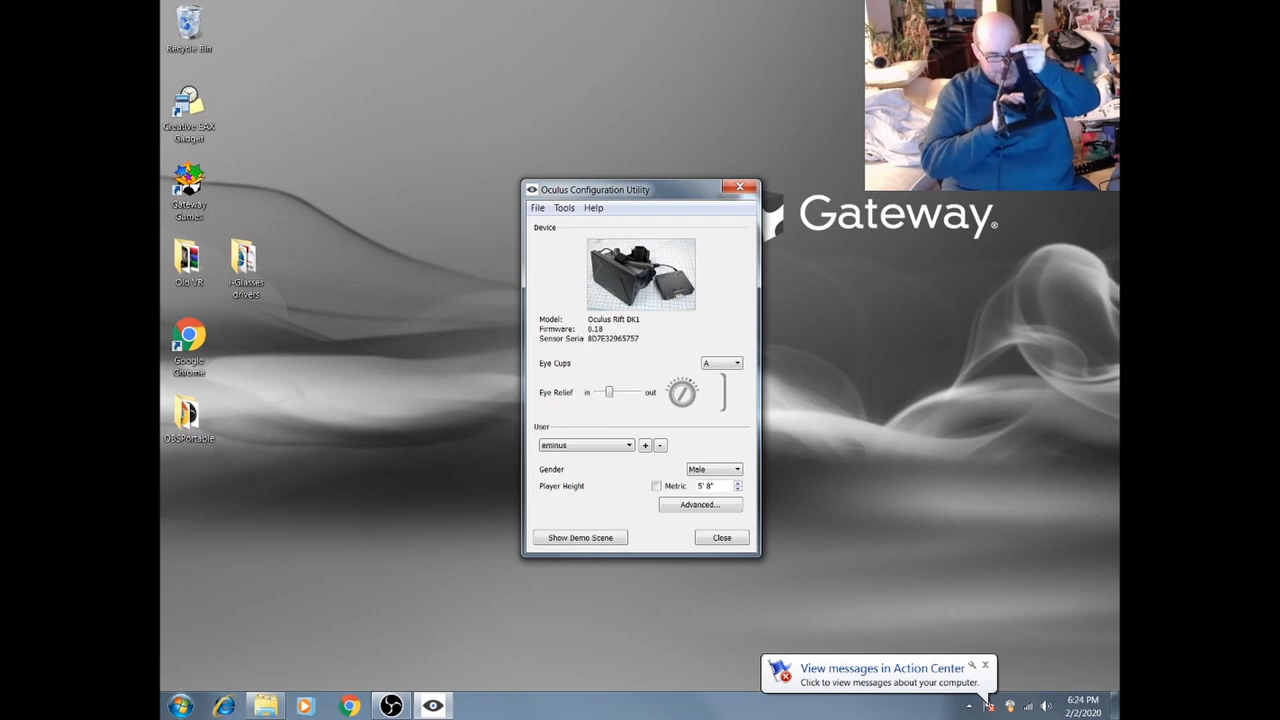 Recycle Bin
Creative EAX
Gadget
Gateway
Games
Old VR
i-Glasses
drivers
Google
Chrome
OBSPortable
Oculus Configuration Utility
File Tools Help
Device
Model: Oculus Rift DK1
Firmware: 0.18
Sensor Seria 8D7E32965757
Eye Cups A
Eye Relief in out
User
eminus + -
Gender Male
Player Height Metric 5' 8"
Advanced...
Show Demo Scene Close
Gateway®
View messages in Action Center
Click to view messages about your computer.
6:24 PM
2/2/2020